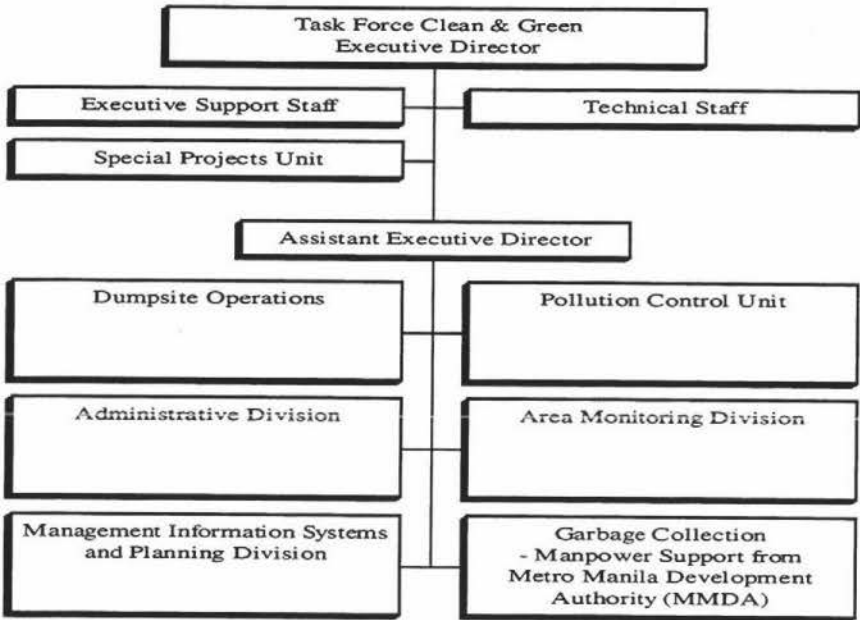 Task Force Clean & Green
Executive Director
Executive Support Staff
Technical Staff
Special Projects Unit
Assistant Executive Director
Dumpsite Operations
Pollution Control Unit
Administrative Division
Area Monitoring Division
Management Information Systems
and Planning Division
Garbage Collection
- Manpower Support from
Metro Manila Development
Authority (MMDA)